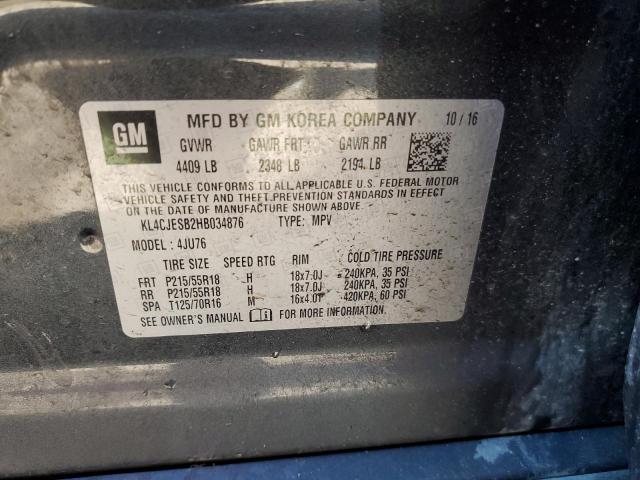 GM MFD BY GM KOREA COMPANY 10/16
GVWR GAWR FRT GAWR RR
4409 LB 2348 LB 2194 LB
THIS VEHICLE CONFORMS TO ALL APPLICABLE U.S. FEDERAL MOTOR
VEHICLE SAFETY AND THEFT PREVENTION STANDARDS IN EFFECT
ON THE DATE OF MANUFACTURE SHOWN ABOVE.
KL4CJESB2HB034876 TYPE: MPV
MODEL: 4JU76
TIRE SIZE SPEED RTG RIM COLD TIRE PRESSURE
FRT P215/55R18 H 18x7.0J 240KPA, 35 PSI
RR P215/55R18 H 18x7.0J 240KPA, 35 PSI
SPA T125/70R16 M 16x4.0T 420KPA, 60 PSI
SEE OWNER'S MANUAL FOR MORE INFORMATION.